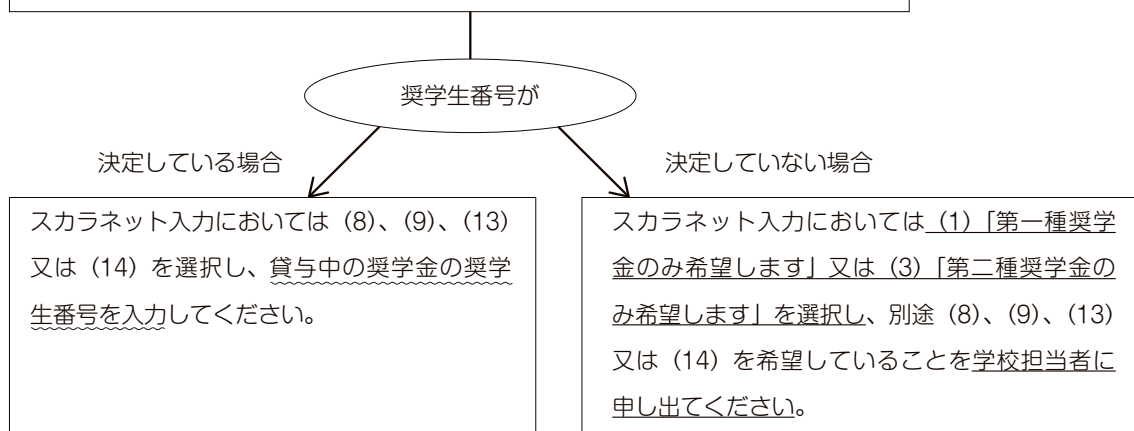 奨学生番号が
決定している場合
決定していない場合
スカラネット入力においては（8）、（9）、（13）
又は（14）を選択し、貸与中の奨学金の奨学
生番号を入力してください。
スカラネット入力においては（1）「第一種奨学
金のみ希望します」又は（3）「第二種奨学金の
み希望します」を選択し、別途（8）、（9）、（13）
又は（14）を希望していることを学校担当者に
申し出てください。